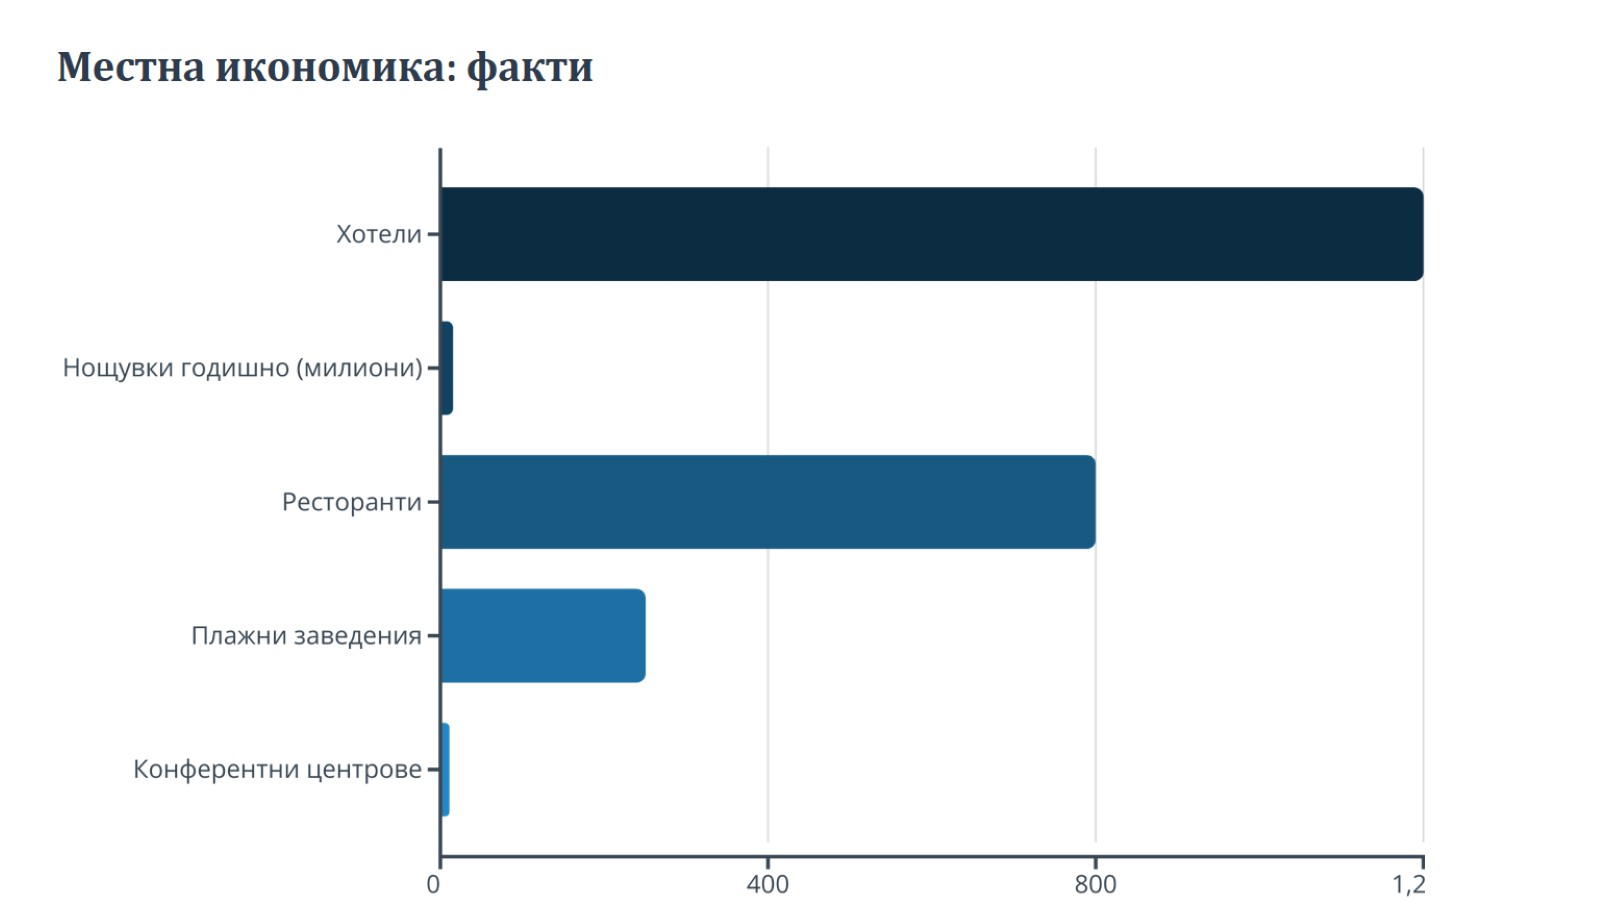 Местна икономика: факти
Хотели
Нощувки годишно (милиони)
Ресторанти
Плажни заведения
Конферентни центрове
0 400 800 1,2